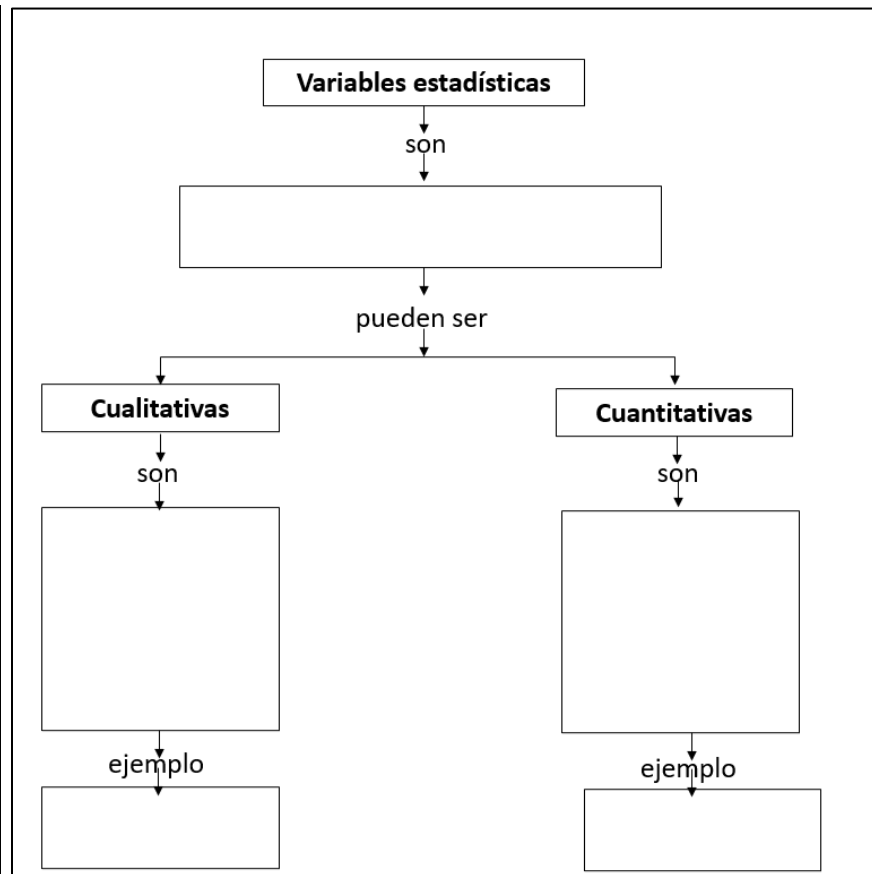 Variables estadísticas
son
pueden ser
Cualitativas
Cuantitativas
son
son
ejemplo
ejemplo